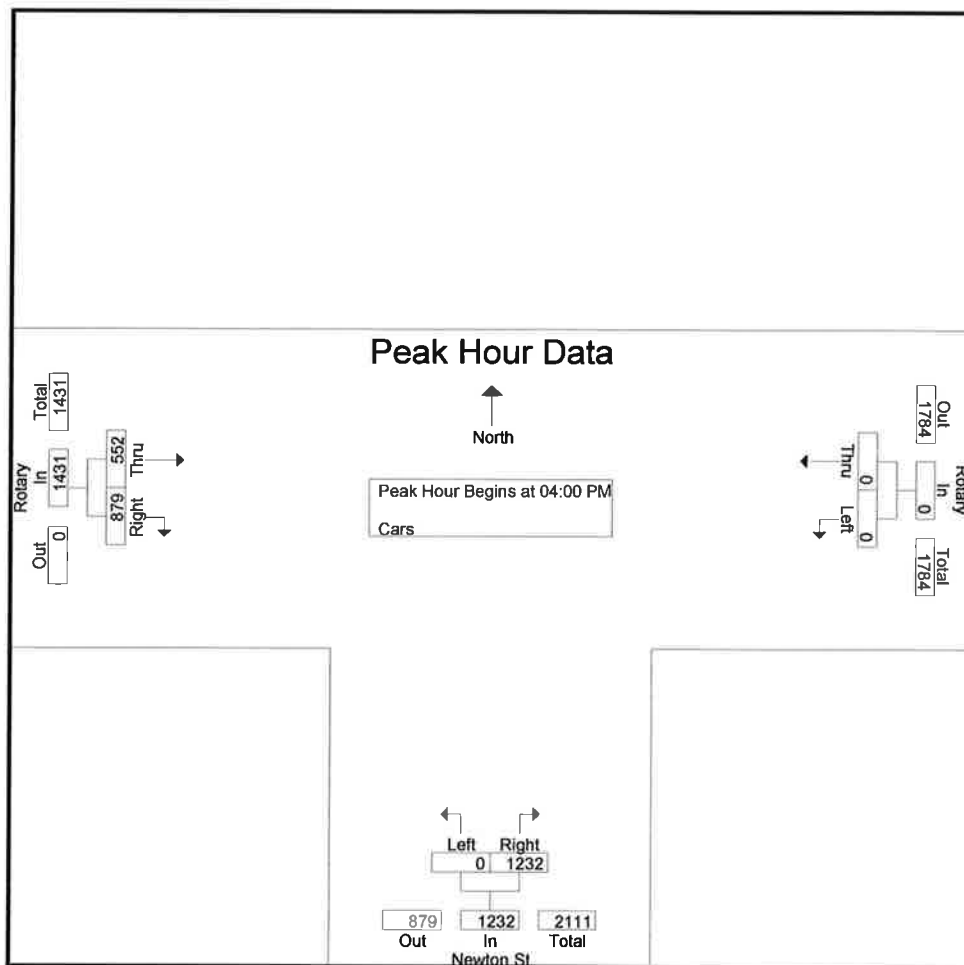 Peak Hour Data
North
Peak Hour Begins at 04:00 PM
Cars
Rotary
Total
1431
In
1431
Out
0
552
Thru
879
Right
Out
1784
In
0
Total
1784
Rotary
Thru
0
Left
0
Left Right
0 1232
879 1232 2111
Out In Total
Newton St